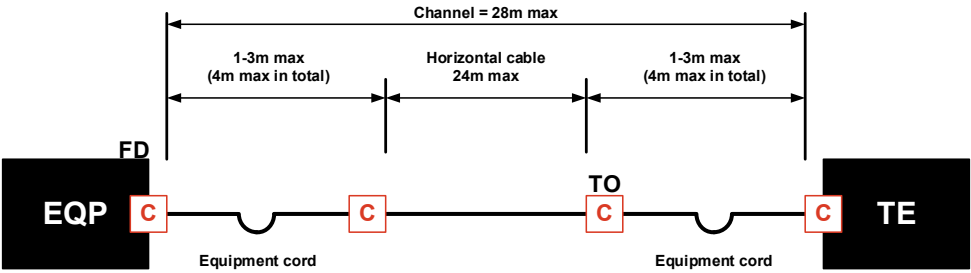 Channel = 28m max
1-3m max
(4m max in total)
Horizontal cable
24m max
1-3m max
(4m max in total)
FD
TO
EQP
C
C
C
C
TE
Equipment cord
Equipment cord